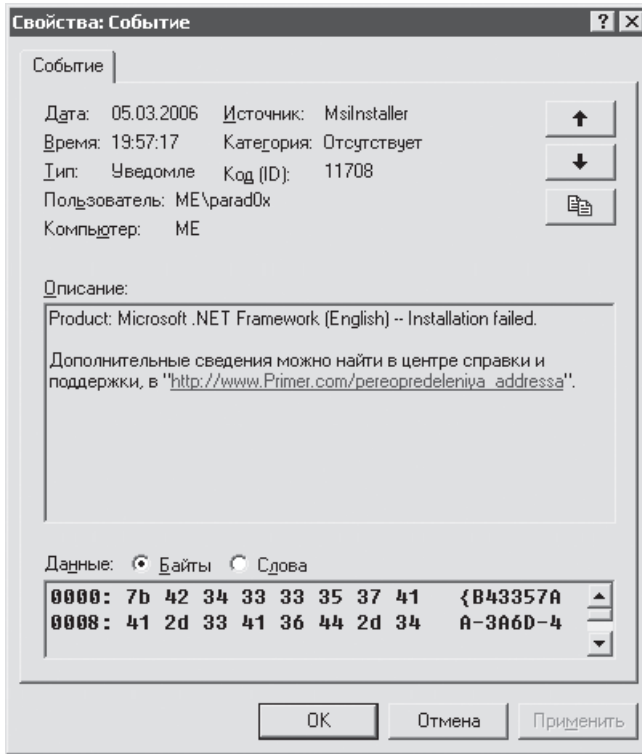 Свойства: Событие
Событие
Дата: 05.03.2006 Источник: MsiInstaller
Время: 19:57:17 Категория: Отсутствует
Тип: Уведомле Код (ID): 11708
Пользователь: ME\parad0x
Компьютер: ME
Описание:
Product: Microsoft .NET Framework (English) -- Installation failed.
Дополнительные сведения можно найти в центре справки и
поддержки, в "http://www.Primer.com/pereopredeleniya_addressa".
Данные: Байты Слова
0000: 7b 42 34 33 33 35 37 41 {B43357A
0008: 41 2d 33 41 36 44 2d 34 A-3A6D-4
OK Отмена Применить